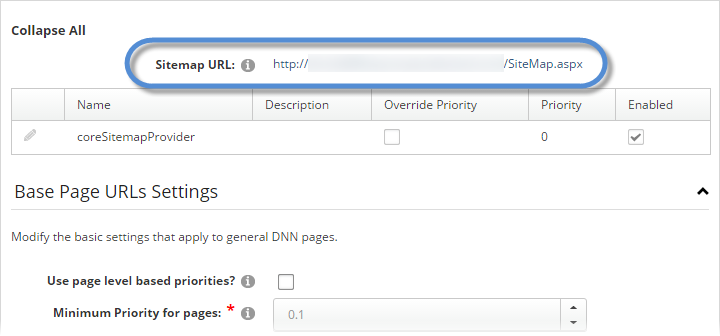 Collapse All
Sitemap URL: http:// /SiteMap.aspx
Name Description Override Priority Priority Enabled
coreSitemapProvider 0
Base Page URLs Settings
Modify the basic settings that apply to general DNN pages.
Use page level based priorities?
Minimum Priority for pages: * 0.1